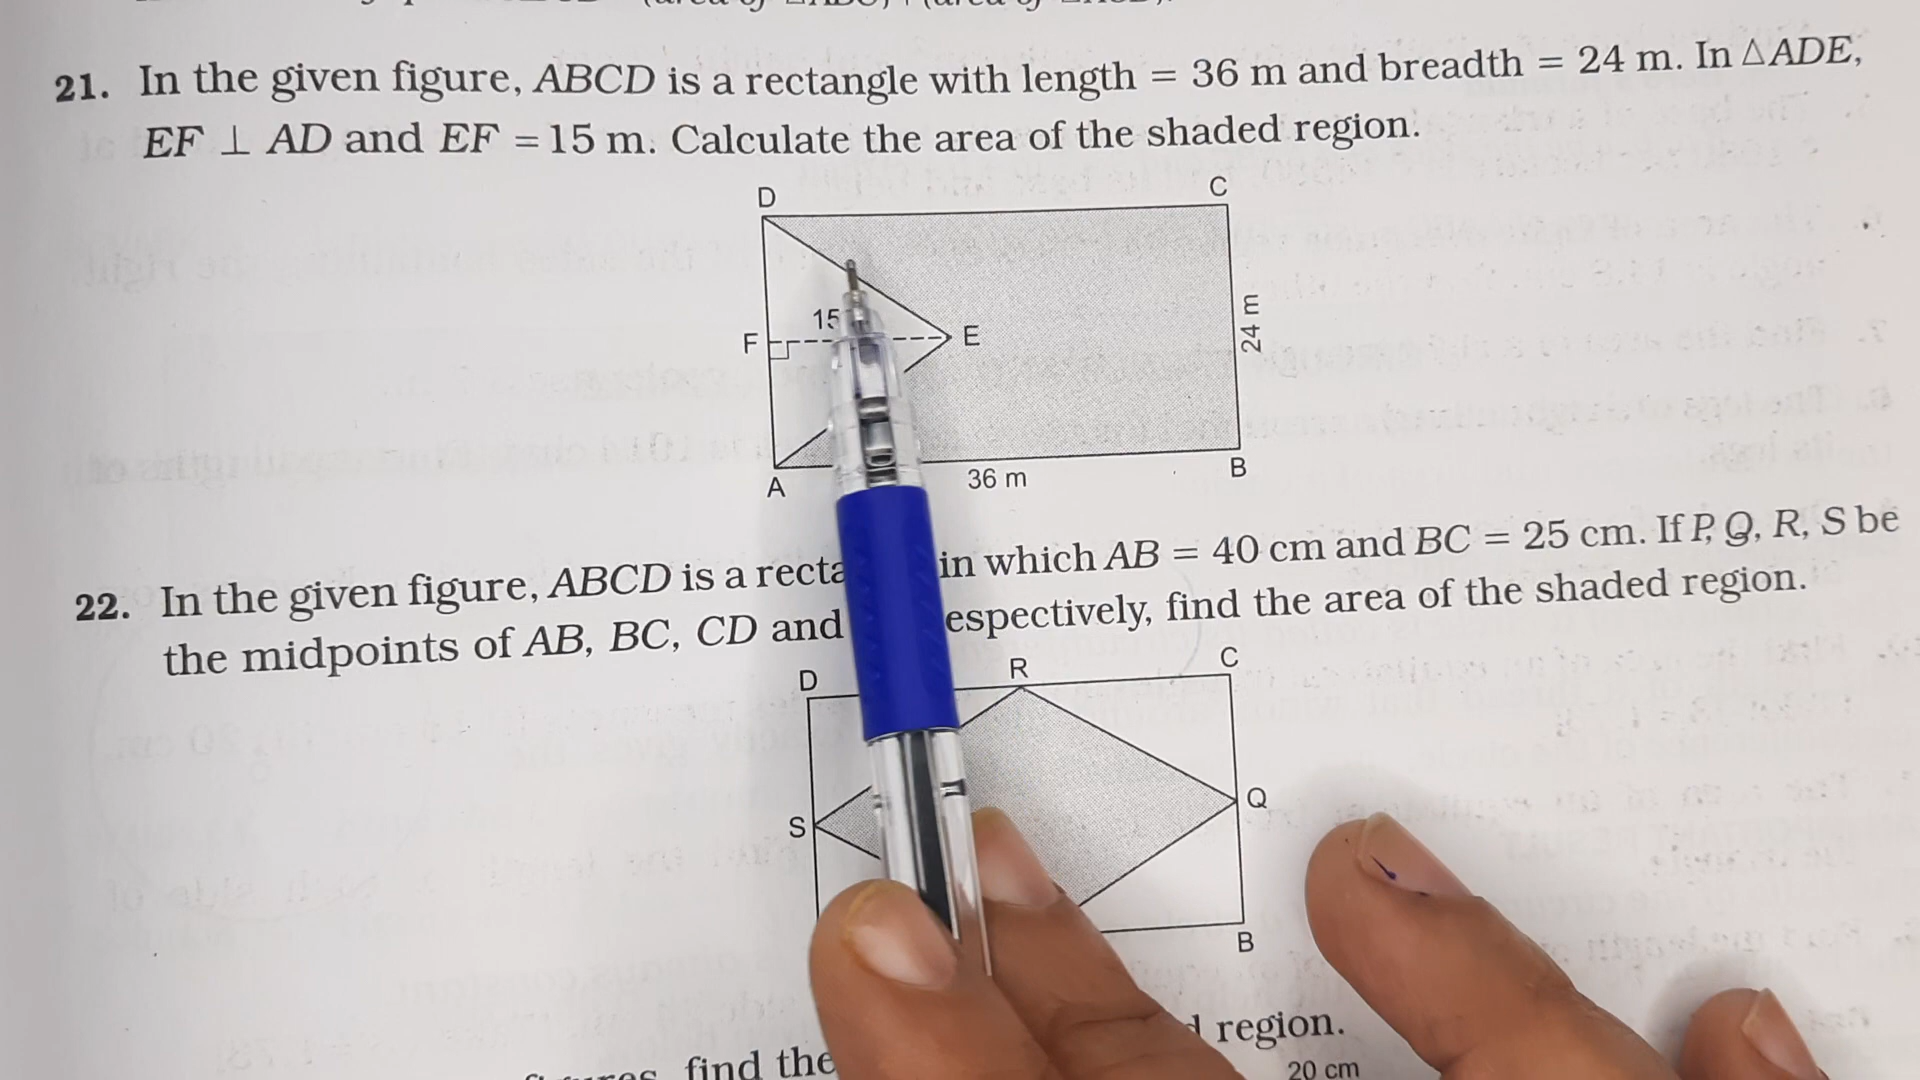 21. In the given figure, ABCD is a rectangle with length = 36 m and breadth = 24 m. In △ADE,
EF ⊥ AD and EF = 15 m. Calculate the area of the shaded region.
D C
15
F E
24 m
A 36 m B
22. In the given figure, ABCD is a in which AB = 40 cm and BC = 25 cm. If P, Q, R, S be
the midpoints of AB, BC, CD and respectively, find the area of the shaded region.
D R C
S Q
B
find the region.
20 cm